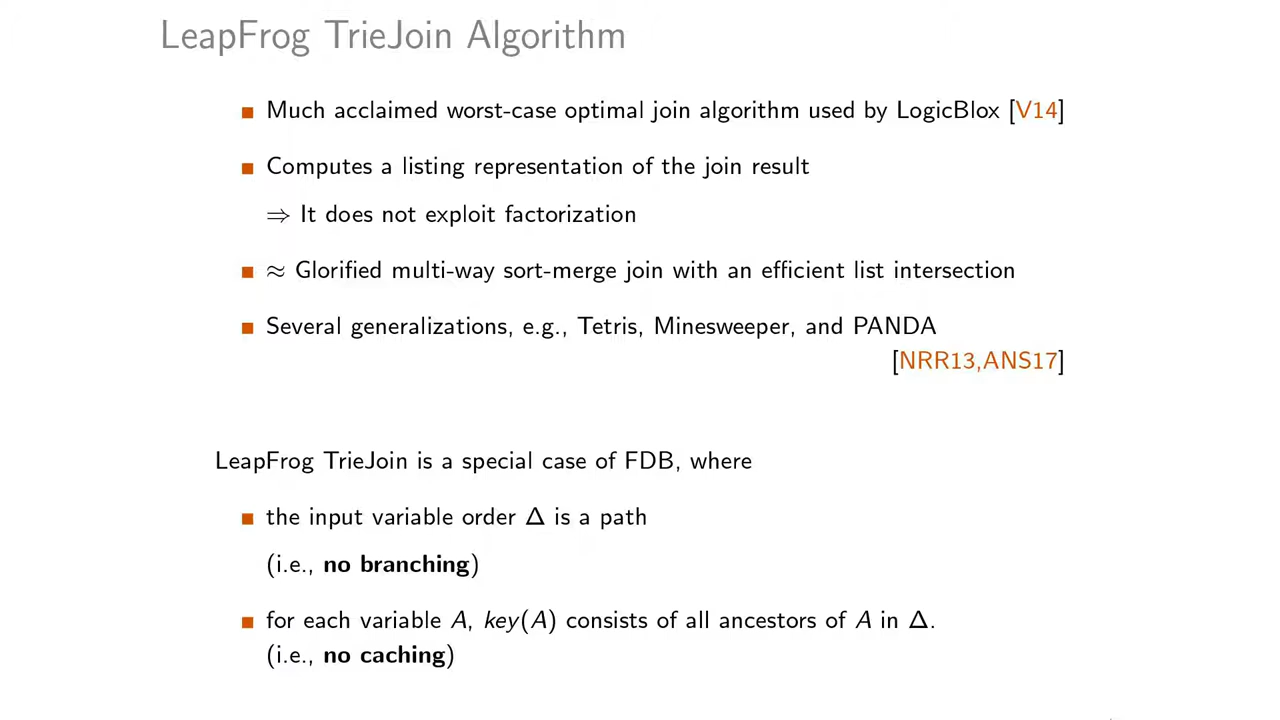 LeapFrog TrieJoin Algorithm
Much acclaimed worst-case optimal join algorithm used by LogicBlox [V14]
Computes a listing representation of the join result
⇒ It does not exploit factorization
≈ Glorified multi-way sort-merge join with an efficient list intersection
Several generalizations, e.g., Tetris, Minesweeper, and PANDA
[NRR13,ANS17]
LeapFrog TrieJoin is a special case of FDB, where
the input variable order Δ is a path
(i.e., no branching)
for each variable A, key(A) consists of all ancestors of A in Δ.
(i.e., no caching)